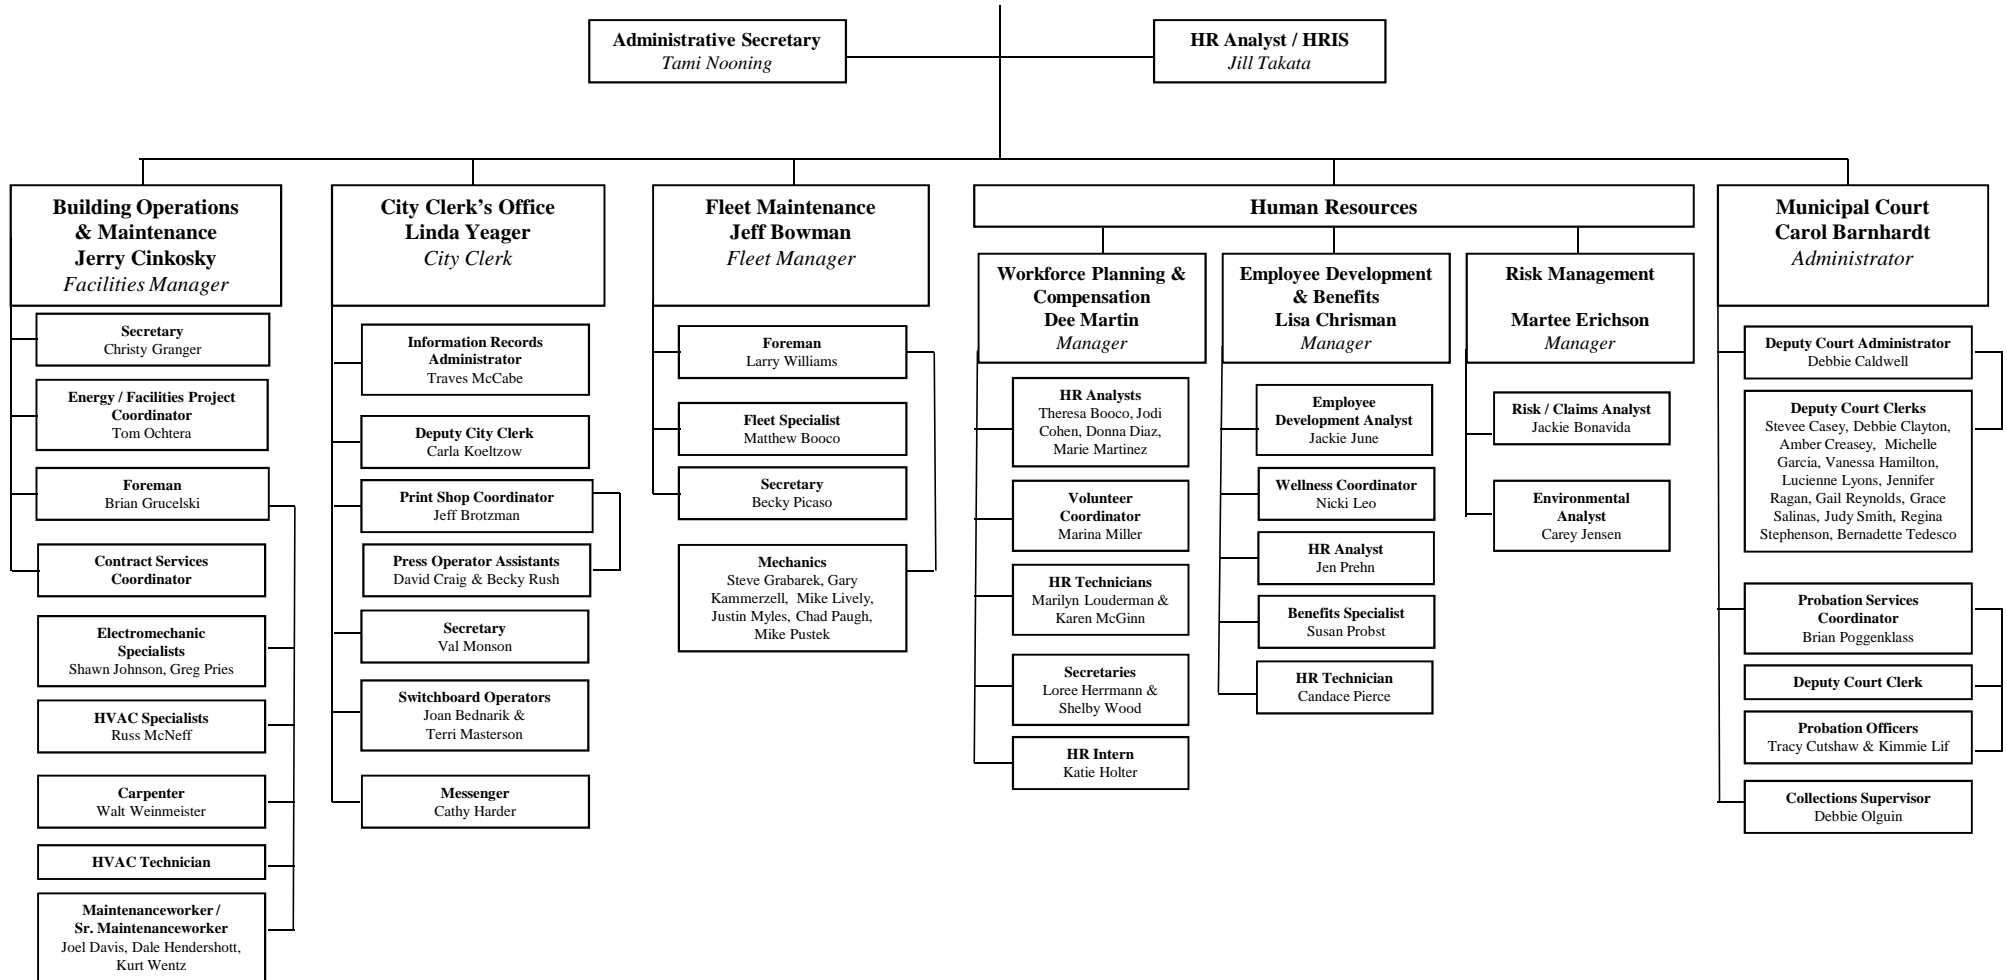 Administrative Secretary
Tami Nooning
HR Analyst / HRIS
Jill Takata
Building Operations
& Maintenance
Jerry Cinkosky
Facilities Manager
Secretary
Christy Granger
Energy / Facilities Project
Coordinator
Tom Ochtera
Foreman
Brian Grucelski
Contract Services
Coordinator
Electromechanic
Specialists
Shawn Johnson, Greg Pries
HVAC Specialists
Russ McNeff
Carpenter
Walt Weinmeister
HVAC Technician
Maintenanceworker /
Sr. Maintenanceworker
Joel Davis, Dale Hendershott,
Kurt Wentz
City Clerk's Office
Linda Yeager
City Clerk
Information Records
Administrator
Traves McCabe
Deputy City Clerk
Carla Koeltzow
Print Shop Coordinator
Jeff Brotzman
Press Operator Assistants
David Craig & Becky Rush
Secretary
Val Monson
Switchboard Operators
Joan Bednarik &
Terri Masterson
Messenger
Cathy Harder
Fleet Maintenance
Jeff Bowman
Fleet Manager
Foreman
Larry Williams
Fleet Specialist
Matthew Booco
Secretary
Becky Picaso
Mechanics
Steve Grabarek, Gary
Kammerzell, Mike Lively,
Justin Myles, Chad Paugh,
Mike Pustek
Human Resources
Workforce Planning &
Compensation
Dee Martin
Manager
HR Analysts
Theresa Booco, Jodi
Cohen, Donna Diaz,
Marie Martinez
Volunteer
Coordinator
Marina Miller
HR Technicians
Marilyn Louderman &
Karen McGinn
Secretaries
Loree Herrmann &
Shelby Wood
HR Intern
Katie Holter
Employee Development
& Benefits
Lisa Chrisman
Manager
Employee
Development Analyst
Jackie June
Wellness Coordinator
Nicki Leo
HR Analyst
Jen Prehn
Benefits Specialist
Susan Probst
HR Technician
Candace Pierce
Risk Management
Martee Erichson
Manager
Risk / Claims Analyst
Jackie Bonavida
Environmental
Analyst
Carey Jensen
Municipal Court
Carol Barnhardt
Administrator
Deputy Court Administrator
Debbie Caldwell
Deputy Court Clerks
Stevee Casey, Debbie Clayton,
Amber Creasey, Michelle
Garcia, Vanessa Hamilton,
Lucienne Lyons, Jennifer
Ragan, Gail Reynolds, Grace
Salinas, Judy Smith, Regina
Stephenson, Bernadette Tedesco
Probation Services
Coordinator
Brian Poggenklass
Deputy Court Clerk
Probation Officers
Tracy Cutshaw & Kimmie Lif
Collections Supervisor
Debbie Olguin